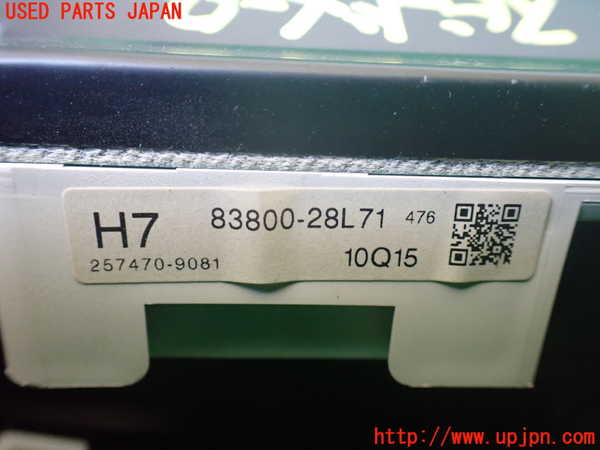 USED PARTS JAPAN
H7
83800-28L71 476
257470-9081
10Q15
http://www.upjpn.com/